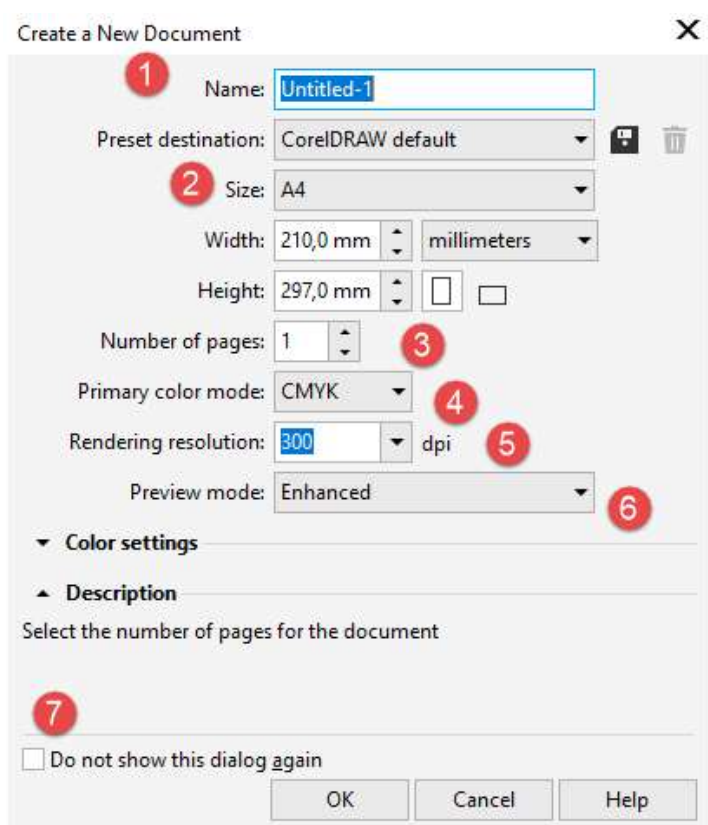 Create a New Document
1
Name: Untitled-1
Preset destination: CorelDRAW default
2 Size: A4
Width: 210,0 mm millimeters
Height: 297,0 mm
Number of pages: 1 3
Primary color mode: CMYK 4
Rendering resolution: 300 dpi 5
Preview mode: Enhanced 6
Color settings
Description
Select the number of pages for the document
7
Do not show this dialog again
OK Cancel Help